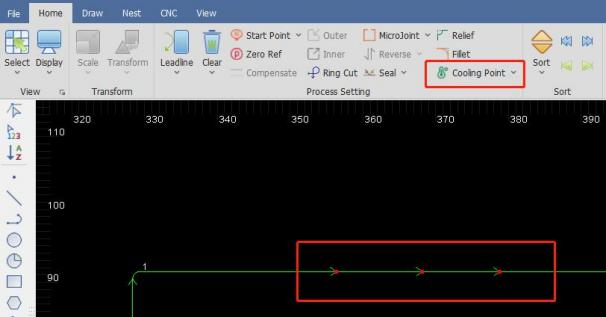 File Home Draw Nest CNC View
Start Point Outer MicroJoint Relief
Zero Ref Inner Reverse Fillet
Select Display Scale Transform Leadline Clear Compensate Ring Cut Seal Cooling Point Sort
View Transform Process Setting Sort
320 330 340 350 360 370 380 390
110
123
A
Z
100
1
90